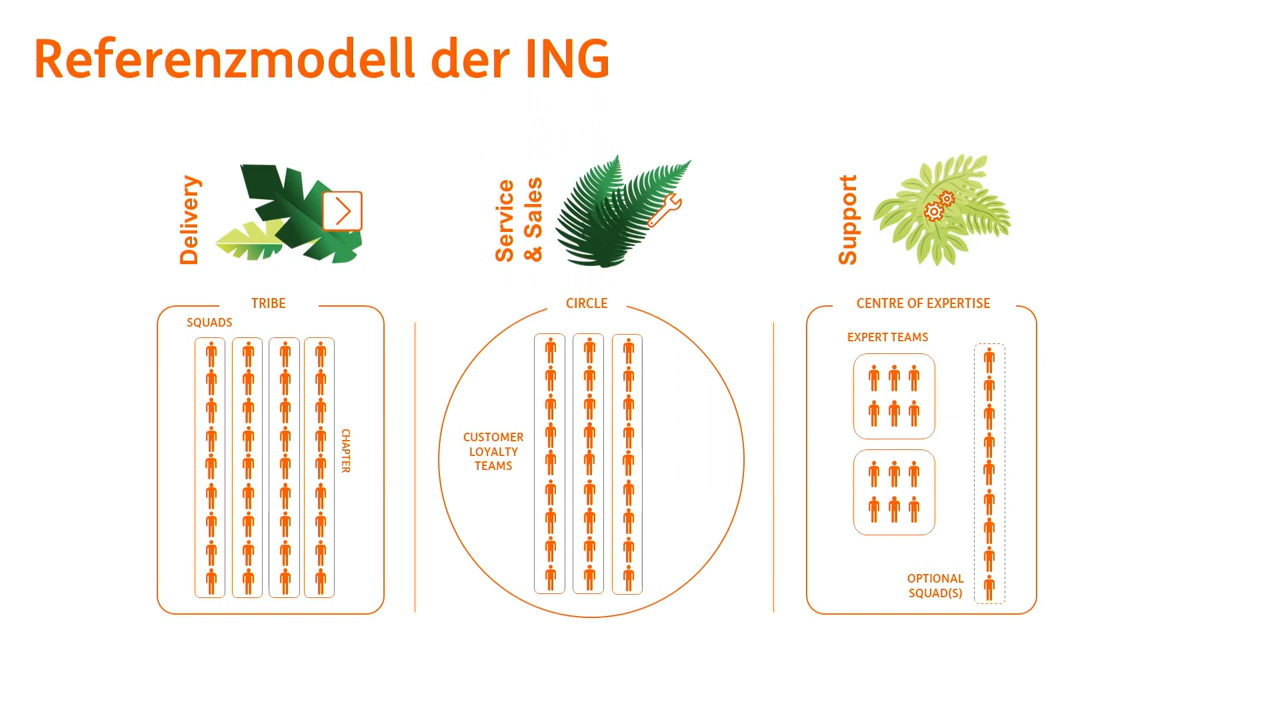 Referenzmodell der ING
Delivery
Service
& Sales
Support
TRIBE
SQUADS
CHAPTER
CIRCLE
CUSTOMER
LOYALTY
TEAMS
CENTRE OF EXPERTISE
EXPERT TEAMS
OPTIONAL
SQUAD(S)